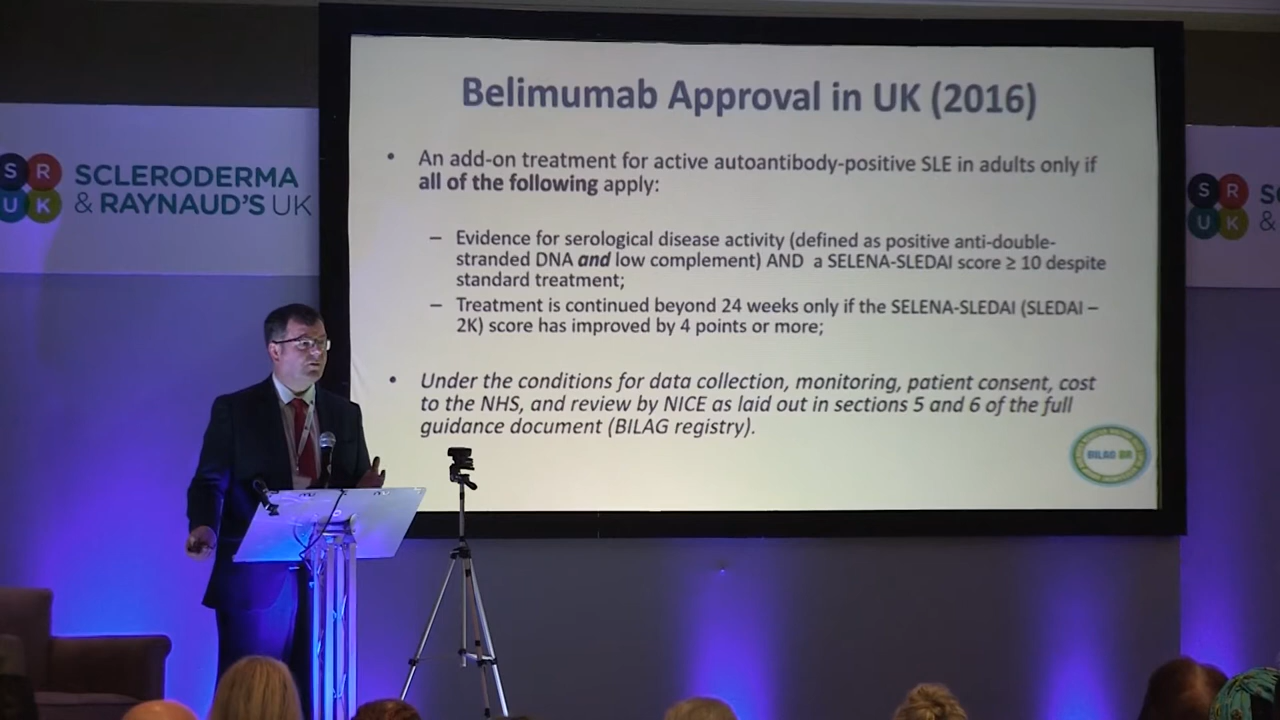 Belimumab Approval in UK (2016)
• An add-on treatment for active autoantibody-positive SLE in adults only if
all of the following apply:
– Evidence for serological disease activity (defined as positive anti-double-
stranded DNA and low complement) AND a SELENA-SLEDAI score ≥ 10 despite
standard treatment;
– Treatment is continued beyond 24 weeks only if the SELENA-SLEDAI (SLEDAI –
2K) score has improved by 4 points or more;
• Under the conditions for data collection, monitoring, patient consent, cost
to the NHS, and review by NICE as laid out in sections 5 and 6 of the full
guidance document (BILAG registry).
BILAG BR
S R
U K
SCLERODERMA
& RAYNAUD'S UK
S R
U K
S
&